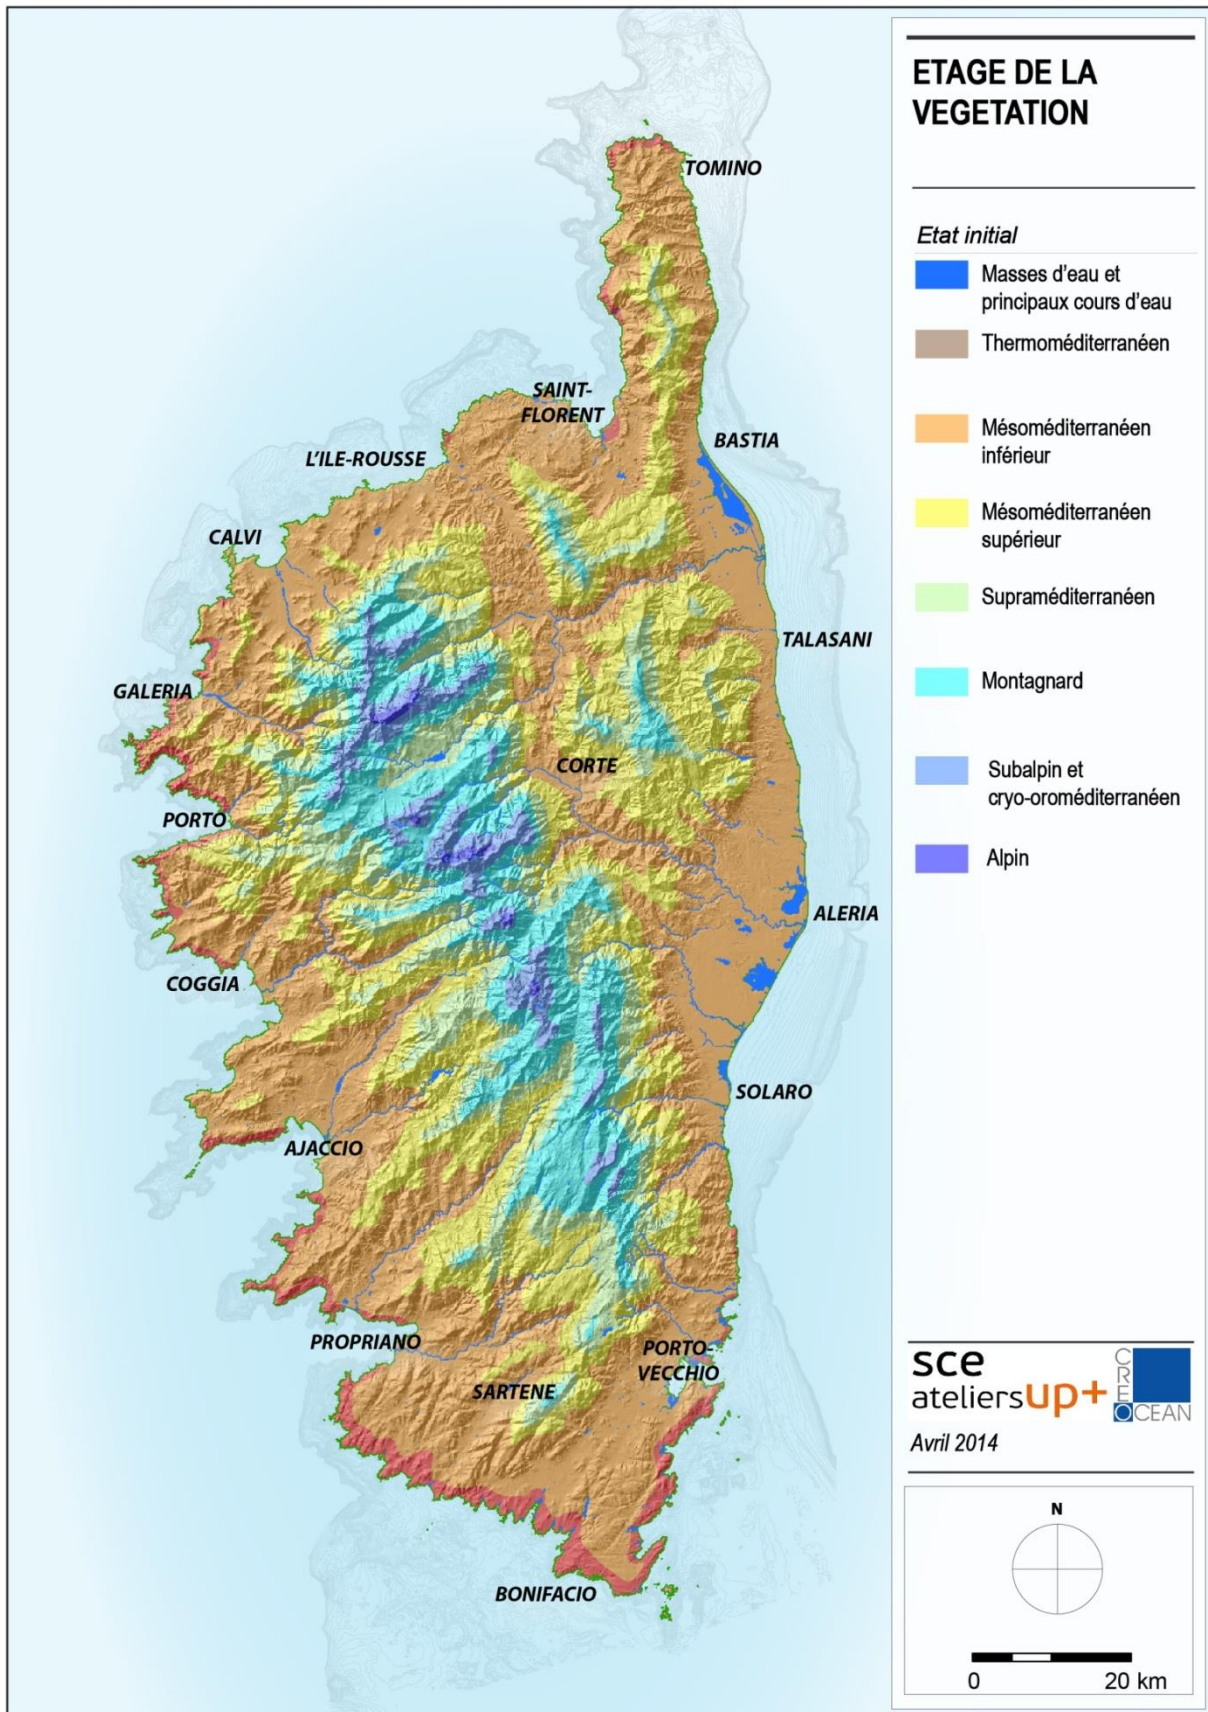 ETAGE DE LA
VEGETATION
Etat initial
Masses d'eau et
principaux cours d'eau
Thermoméditerranéen
Mésoméditerranéen
inférieur
Mésoméditerranéen
supérieur
Supraméditerranéen
Montagnard
Subalpin et
cryo-oroméditerranéen
Alpin
TOMINO
SAINT-
FLORENT
BASTIA
L'ILE-ROUSSE
CALVI
TALASANI
GALERIA
CORTE
PORTO
ALERIA
COGGIA
SOLARO
AJACCIO
PROPRIANO
PORTO-
VECCHIO
SARTENE
BONIFACIO
sce
ateliersup+
CREOCEAN
Avril 2014
N
0 20 km